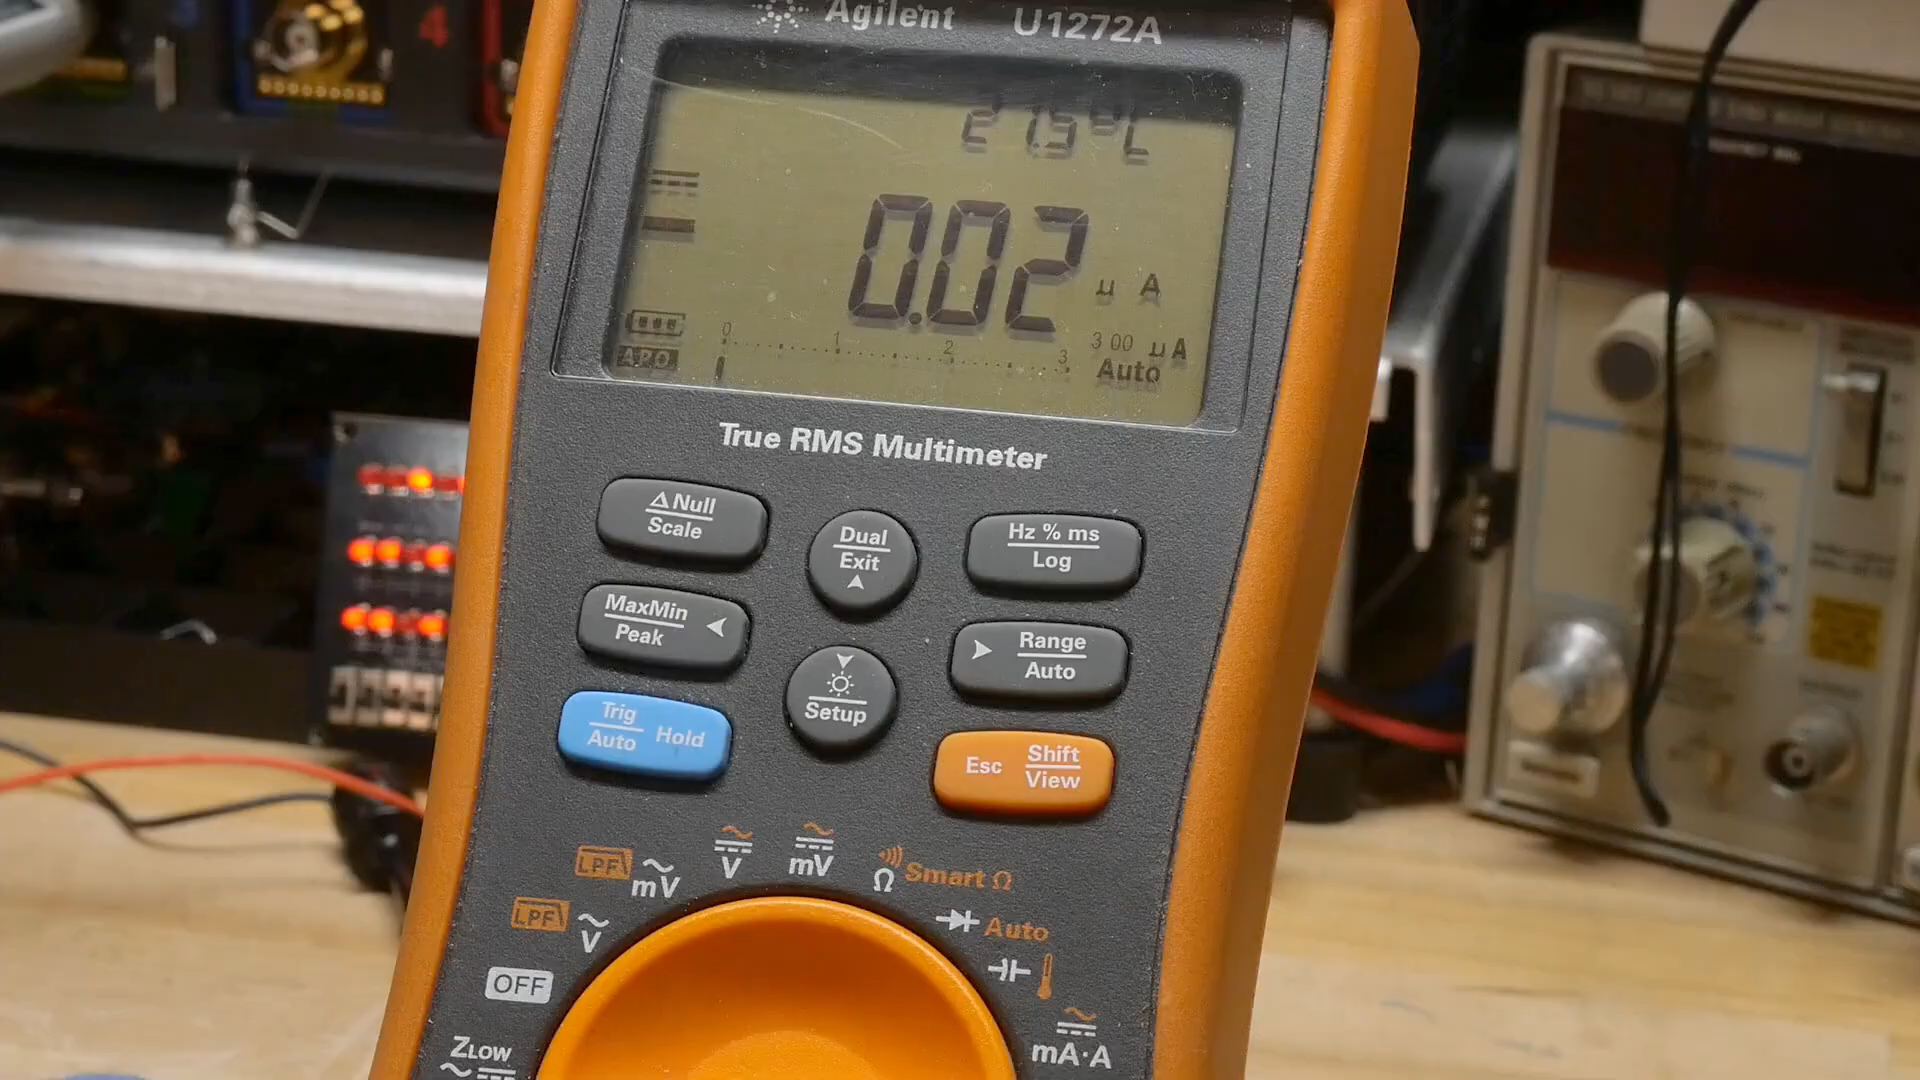 4
Agilent U1272A
21.5 °C
0.02 µ A
0 1 2 3 300 µA
APO Auto
True RMS Multimeter
Δ Null
Scale
Dual
Exit
Hz % ms
Log
MaxMin
Peak
Range
Auto
Setup
Trig
Auto Hold
Esc Shift
View
LPF mV
V
mV
Ω Smart Ω
LPF V
Auto
OFF
ZLOW
mA·A